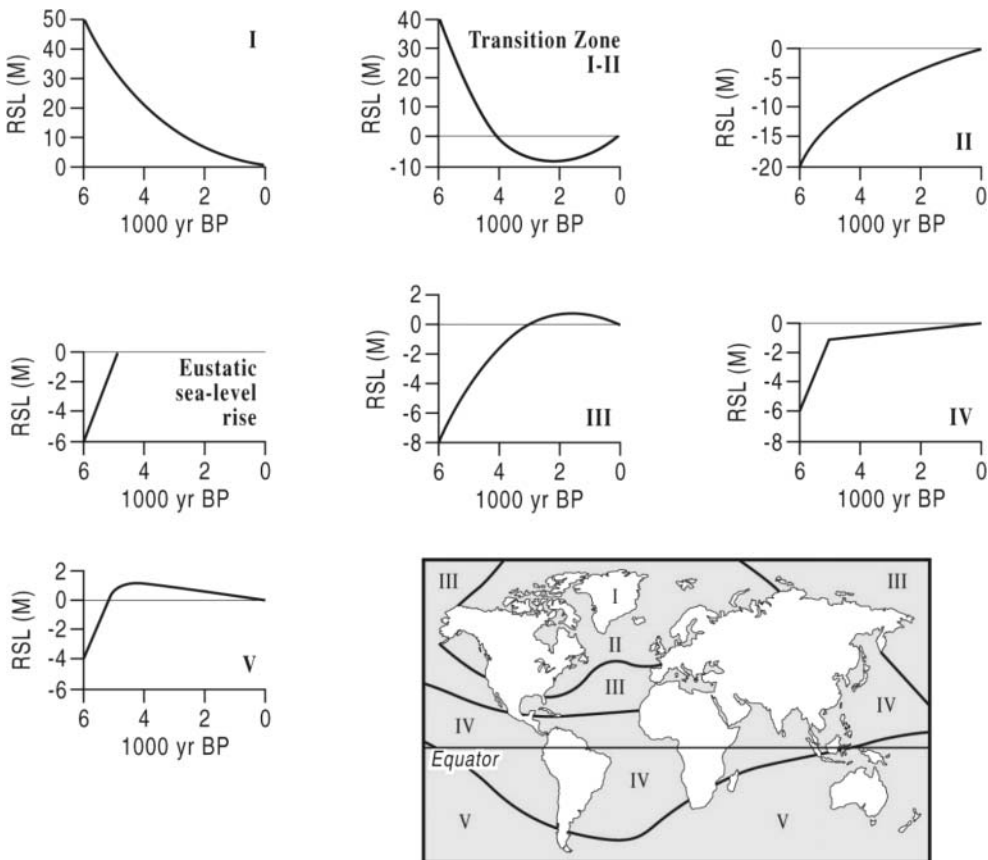 I
RSL (M)
50
40
30
20
10
0
6 4 2 0
1000 yr BP
Transition Zone
I-II
RSL (M)
40
30
20
10
0
-10
6 4 2 0
1000 yr BP
II
RSL (M)
0
-5
-10
-15
-20
6 4 2 0
1000 yr BP
Eustatic
sea-level
rise
RSL (M)
0
-2
-4
-6
6 4 2 0
1000 yr BP
III
RSL (M)
2
0
-2
-4
-6
-8
6 4 2 0
1000 yr BP
IV
RSL (M)
0
-2
-4
-6
-8
6 4 2 0
1000 yr BP
V
RSL (M)
2
0
-2
-4
-6
6 4 2 0
1000 yr BP
III I III
II
III
IV IV
Equator
IV
V V